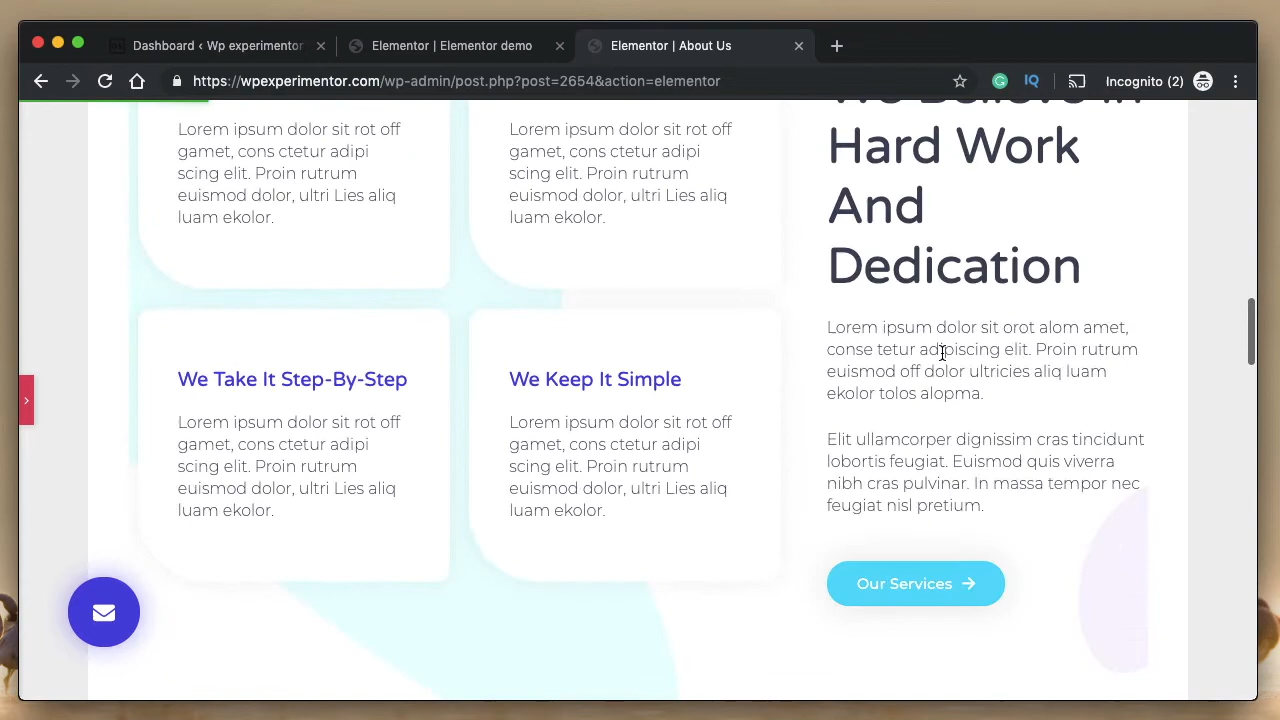 Dashboard ‹ Wp experimentor
Elementor | Elementor demo
Elementor | About Us
https://wpexperimentor.com/wp-admin/post.php?post=2654&action=elementor
Incognito (2)
We Believe In
Hard Work
And
Dedication
Lorem ipsum dolor sit rot off
gamet, cons ctetur adipi
scing elit. Proin rutrum
euismod dolor, ultri Lies aliq
luam ekolor.
Lorem ipsum dolor sit rot off
gamet, cons ctetur adipi
scing elit. Proin rutrum
euismod dolor, ultri Lies aliq
luam ekolor.
We Take It Step-By-Step
Lorem ipsum dolor sit rot off
gamet, cons ctetur adipi
scing elit. Proin rutrum
euismod dolor, ultri Lies aliq
luam ekolor.
We Keep It Simple
Lorem ipsum dolor sit rot off
gamet, cons ctetur adipi
scing elit. Proin rutrum
euismod dolor, ultri Lies aliq
luam ekolor.
Lorem ipsum dolor sit orot alom amet,
conse tetur adipiscing elit. Proin rutrum
euismod off dolor ultricies aliq luam
ekolor tolos alopma.
Elit ullamcorper dignissim cras tincidunt
lobortis feugiat. Euismod quis viverra
nibh cras pulvinar. In massa tempor nec
feugiat nisl pretium.
Our Services